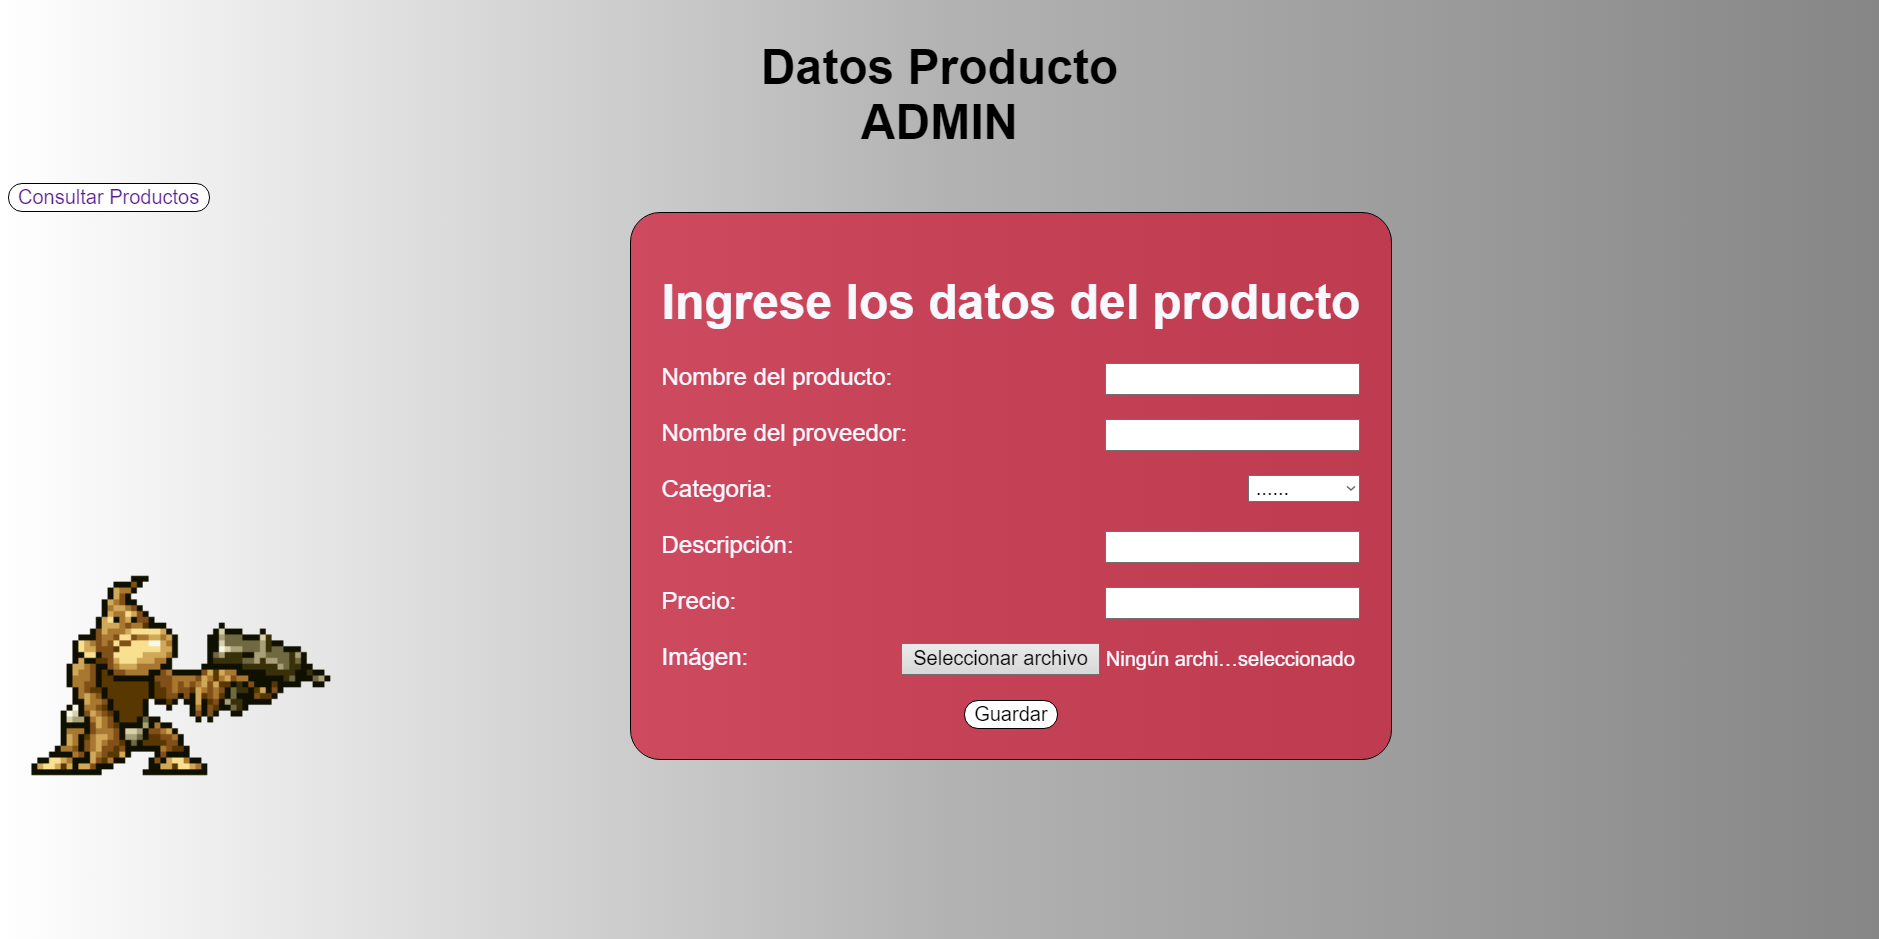 Datos Producto
ADMIN
Consultar Productos
Ingrese los datos del producto
Nombre del producto:
Nombre del proveedor:
Categoria:
......
Descripción:
Precio:
Imágen:
Seleccionar archivo Ningún archi...seleccionado
Guardar